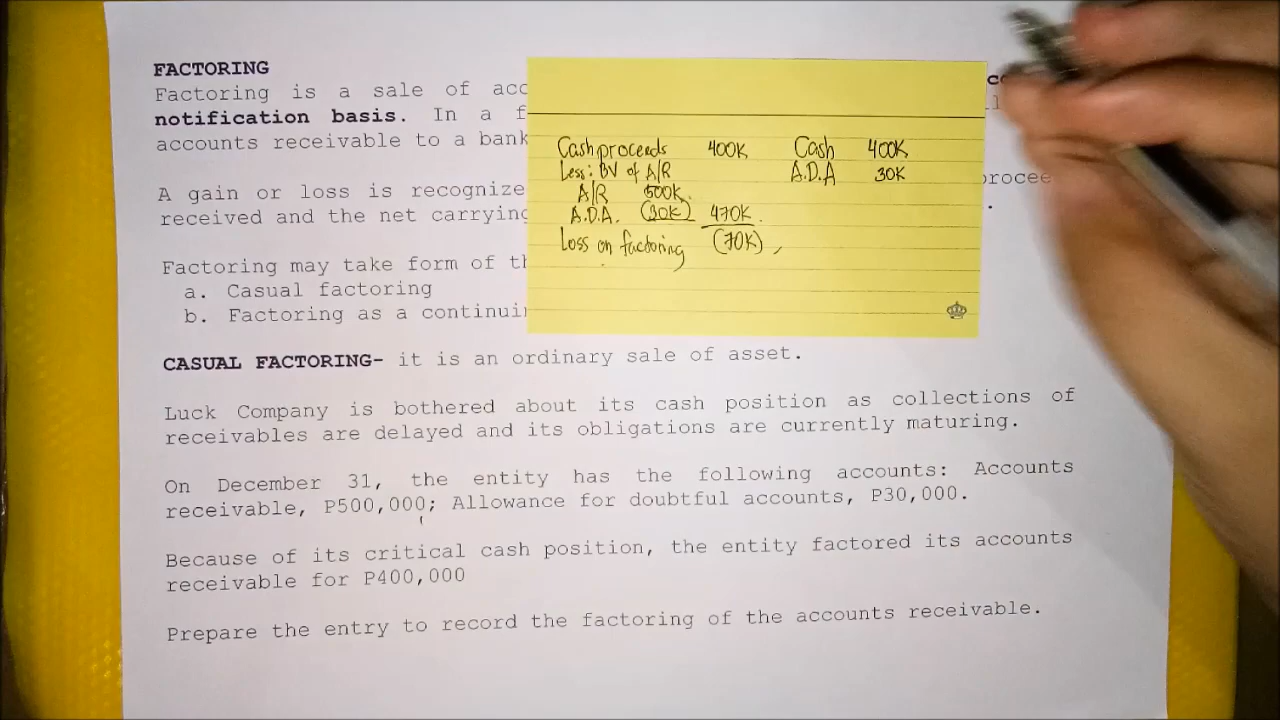 FACTORING
Factoring is a sale of acc
notification basis. In a f
accounts receivable to a bank
A gain or loss is recognize
received and the net carrying
Factoring may take form of th
a. Casual factoring
b. Factoring as a continui
Cash proceeds 400K Cash 400K
Less: BV of A/R A.D.A 30K
A/R 500K
A.D.A. (30K) 470K
Loss on factoring (70K)
CASUAL FACTORING- it is an ordinary sale of asset.
Luck Company is bothered about its cash position as collections of
receivables are delayed and its obligations are currently maturing.
On December 31, the entity has the following accounts: Accounts
receivable, P500,000; Allowance for doubtful accounts, P30,000.
Because of its critical cash position, the entity factored its accounts
receivable for P400,000
Prepare the entry to record the factoring of the accounts receivable.